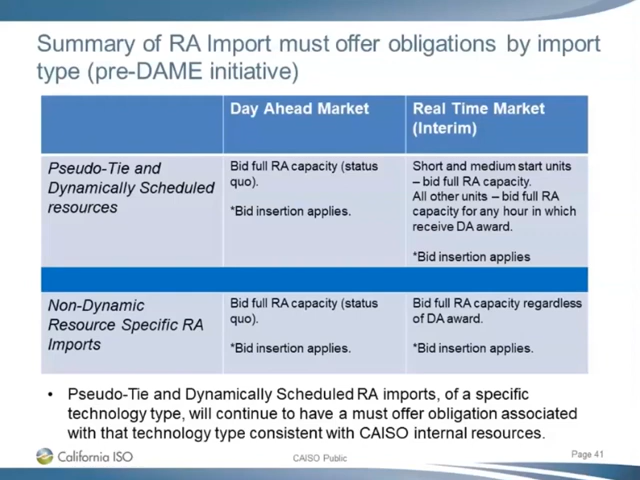 Summary of RA Import must offer obligations by import
type (pre-DAME initiative)
Day Ahead Market
Real Time Market
(Interim)
Pseudo-Tie and
Dynamically Scheduled
resources
Bid full RA capacity (status
quo).
*Bid insertion applies.
Short and medium start units
– bid full RA capacity.
All other units – bid full RA
capacity for any hour in which
receive DA award.
*Bid insertion applies
Non-Dynamic
Resource Specific RA
Imports
Bid full RA capacity (status
quo).
*Bid insertion applies.
Bid full RA capacity regardless
of DA award.
*Bid insertion applies.
• Pseudo-Tie and Dynamically Scheduled RA imports, of a specific
technology type, will continue to have a must offer obligation associated
with that technology type consistent with CAISO internal resources.
California ISO
CAISO Public
Page 41